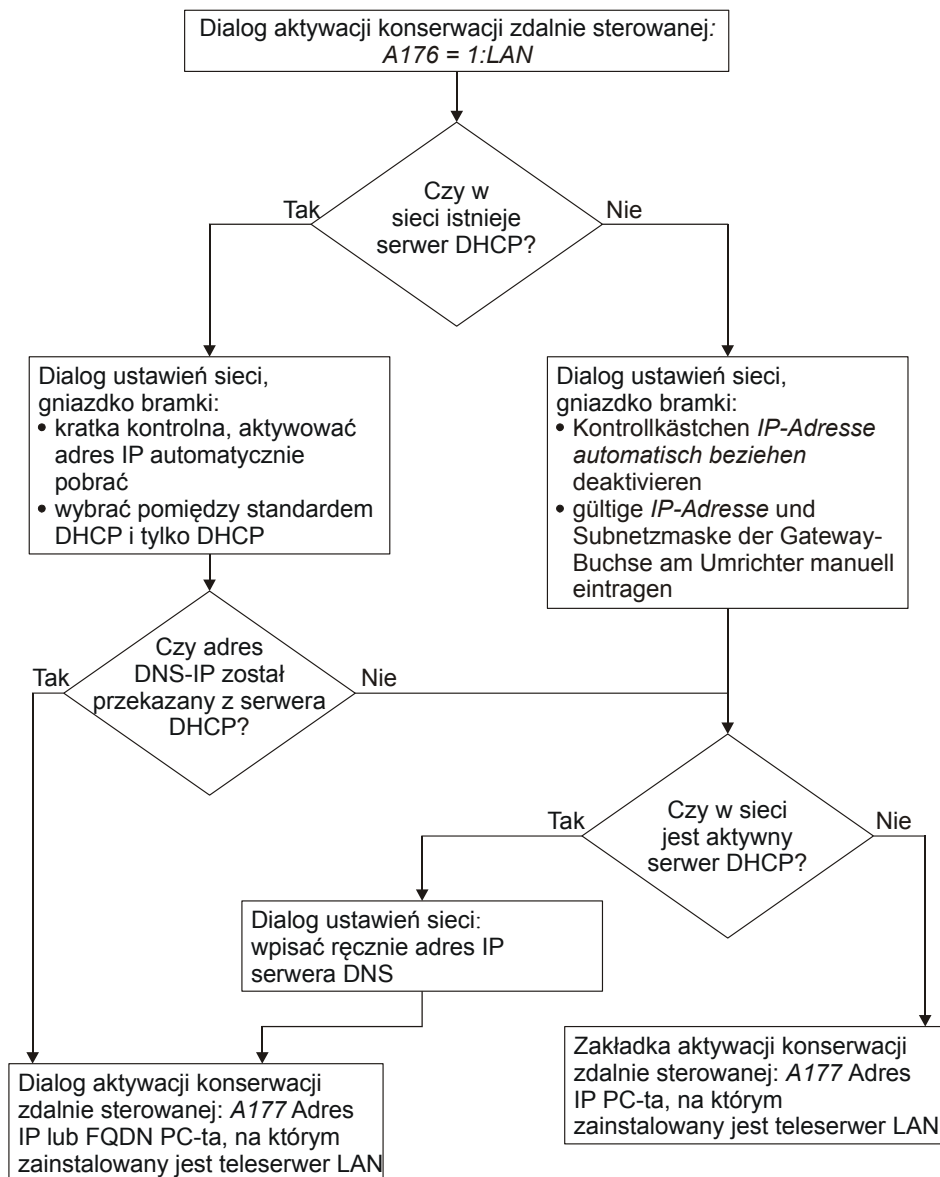 Dialog aktywacji konserwacji zdalnie sterowanej:
A176 = 1:LAN
Czy w
sieci istnieje
serwer DHCP?
Tak
Nie
Dialog ustawień sieci,
gniazdko bramki:
• kratka kontrolna, aktywować
adres IP automatycznie
pobrać
• wybrać pomiędzy standardem
DHCP i tylko DHCP
Dialog ustawień sieci,
gniazdko bramki:
• Kontrollkästchen IP-Adresse
automatisch beziehen
deaktivieren
• gültige IP-Adresse und
Subnetzmaske der Gateway-
Buchse am Umrichter manuell
eintragen
Czy adres
DNS-IP został
przekazany z serwera
DHCP?
Tak
Nie
Czy w sieci
jest aktywny
serwer DHCP?
Tak
Nie
Dialog ustawień sieci:
wpisać ręcznie adres IP
serwera DNS
Dialog aktywacji konserwacji
zdalnie sterowanej: A177 Adres
IP lub FQDN PC-ta, na którym
zainstalowany jest teleserwer LAN
Zakładka aktywacji konserwacji
zdalnie sterowanej: A177 Adres
IP PC-ta, na którym
zainstalowany jest teleserwer LAN